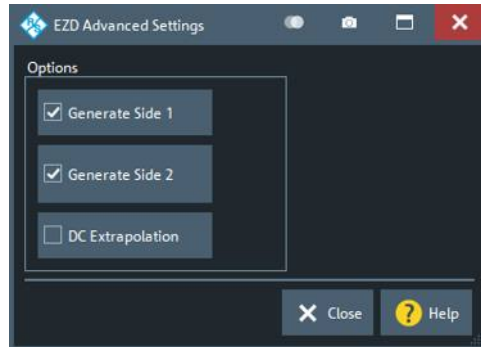 EZD Advanced Settings
Options
Generate Side 1
Generate Side 2
DC Extrapolation
Close
? Help